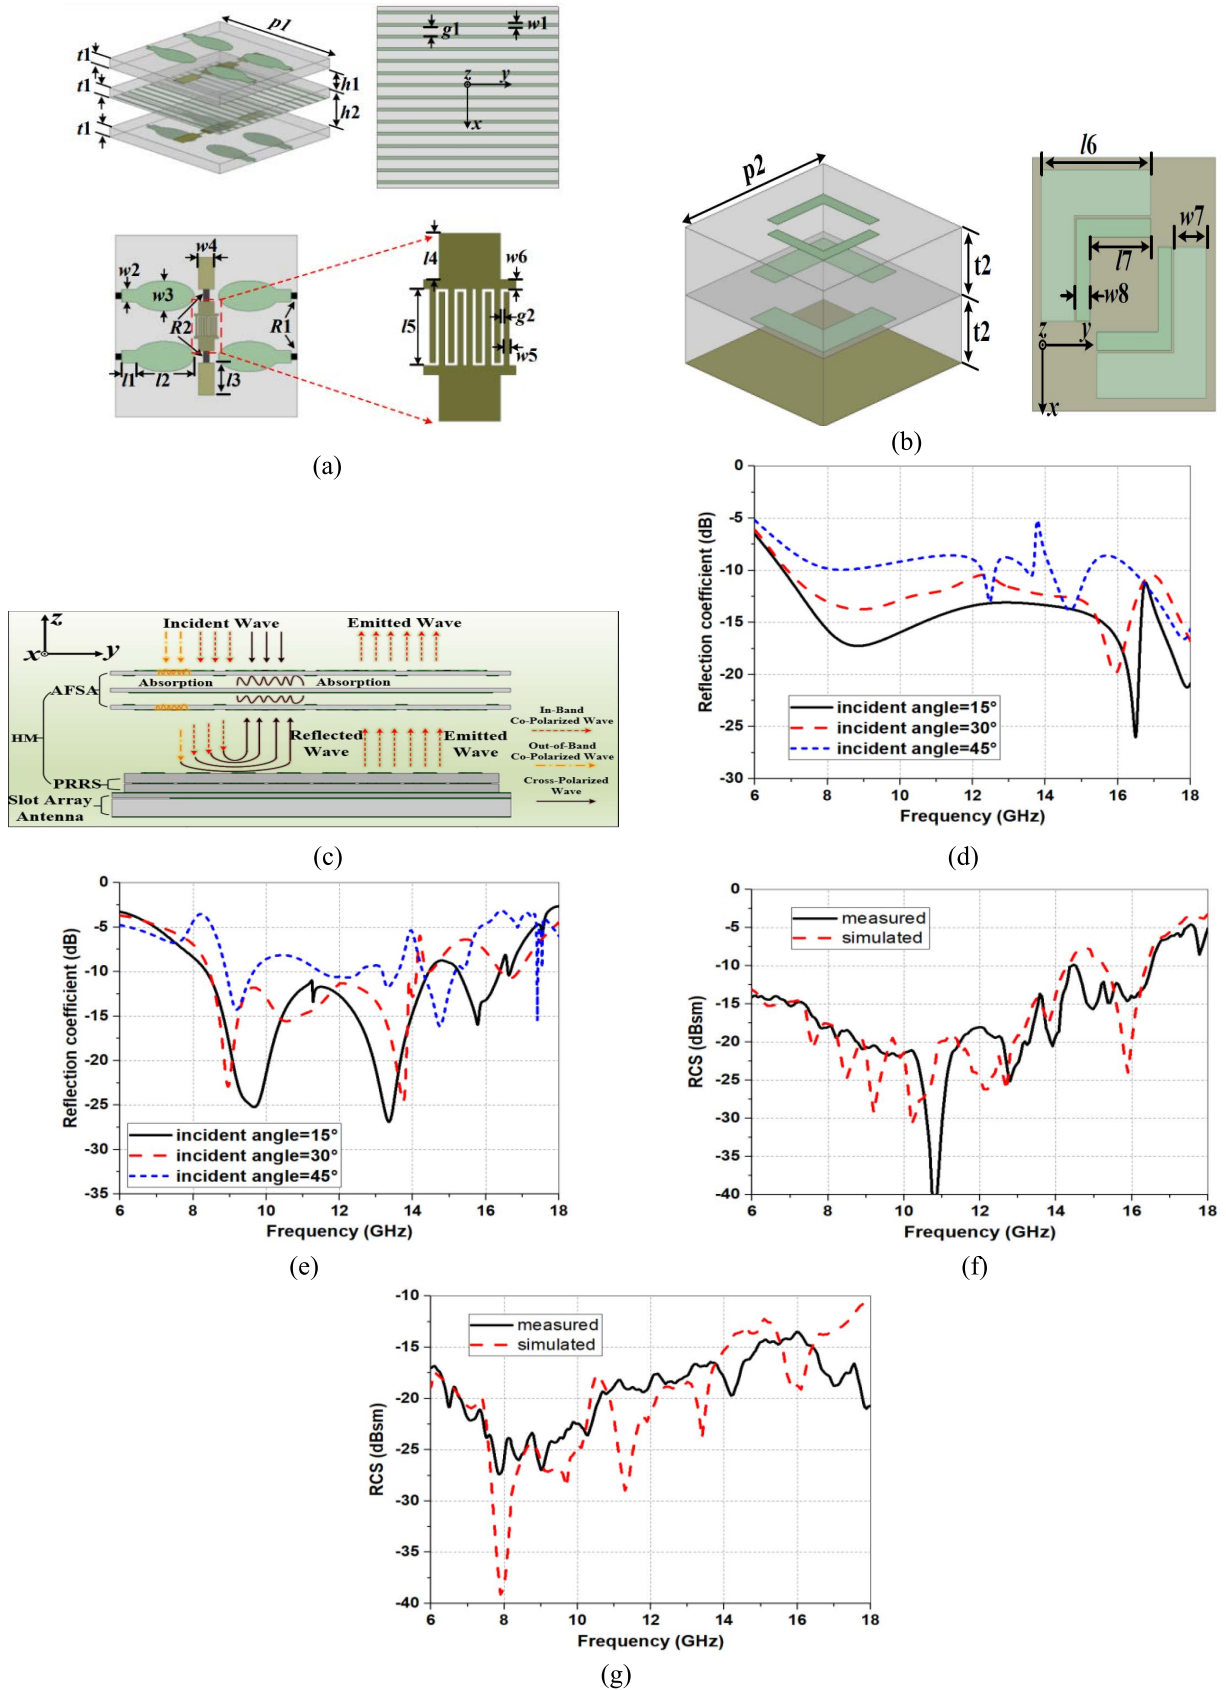 p1
t1
t1
t1
h1
h2
g1
w1
z
y
x
w4
w2
w3
R2
R1
l1
l2
l3
l4
w6
l5
g2
w5
(a)
p2
t2
t2
l6
w7
l7
w8
z
y
x
(b)
z
x
y
Incident Wave
Emitted Wave
AFSA
Absorption
Absorption
HM
Reflected
Wave
Emitted
Wave
In-Band
Co-Polarized Wave
Out-of-Band
Co-Polarized Wave
Cross-Polarized
Wave
PRRS
Slot Array
Antenna
(c)
Reflection coefficient (dB)
0
-5
-10
-15
-20
-25
-30
incident angle=15°
incident angle=30°
incident angle=45°
6 8 10 12 14 16 18
Frequency (GHz)
(d)
Reflection coefficient (dB)
0
-5
-10
-15
-20
-25
-30
-35
incident angle=15°
incident angle=30°
incident angle=45°
6 8 10 12 14 16 18
Frequency (GHz)
(e)
RCS (dBsm)
0
-5
-10
-15
-20
-25
-30
-35
-40
measured
simulated
6 8 10 12 14 16 18
Frequency (GHz)
(f)
RCS (dBsm)
-10
-15
-20
-25
-30
-35
-40
measured
simulated
6 8 10 12 14 16 18
Frequency (GHz)
(g)